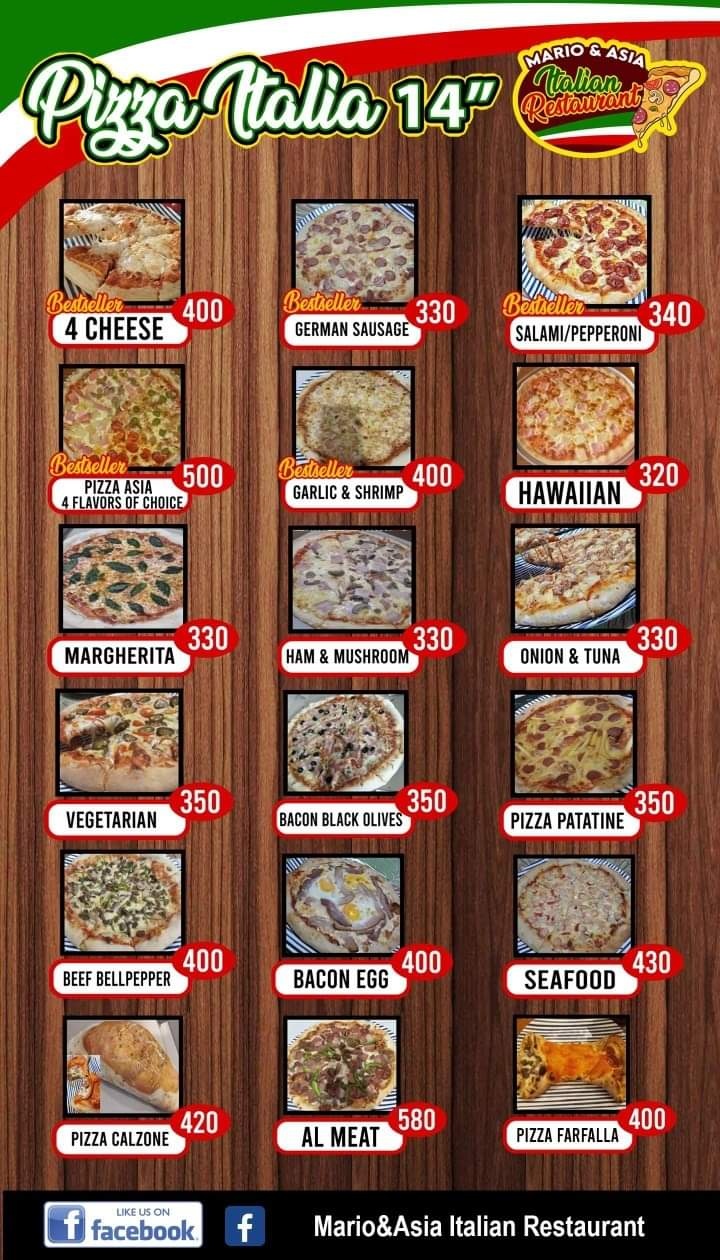 Pizza Italia 14"
MARIO & ASIA
Italian
Restaurant
Bestseller
4 CHEESE
400
Bestseller
GERMAN SAUSAGE
330
Bestseller
SALAMI/PEPPERONI
340
Bestseller
PIZZA ASIA
4 FLAVORS OF CHOICE
500
Bestseller
GARLIC & SHRIMP
400
HAWAIIAN
320
MARGHERITA
330
HAM & MUSHROOM
330
ONION & TUNA
330
VEGETARIAN
350
BACON BLACK OLIVES
350
PIZZA PATATINE
350
BEEF BELLPEPPER
400
BACON EGG
400
SEAFOOD
430
PIZZA CALZONE
420
AL MEAT
580
PIZZA FARFALLA
400
f
LIKE US ON
facebook
f
Mario&Asia Italian Restaurant